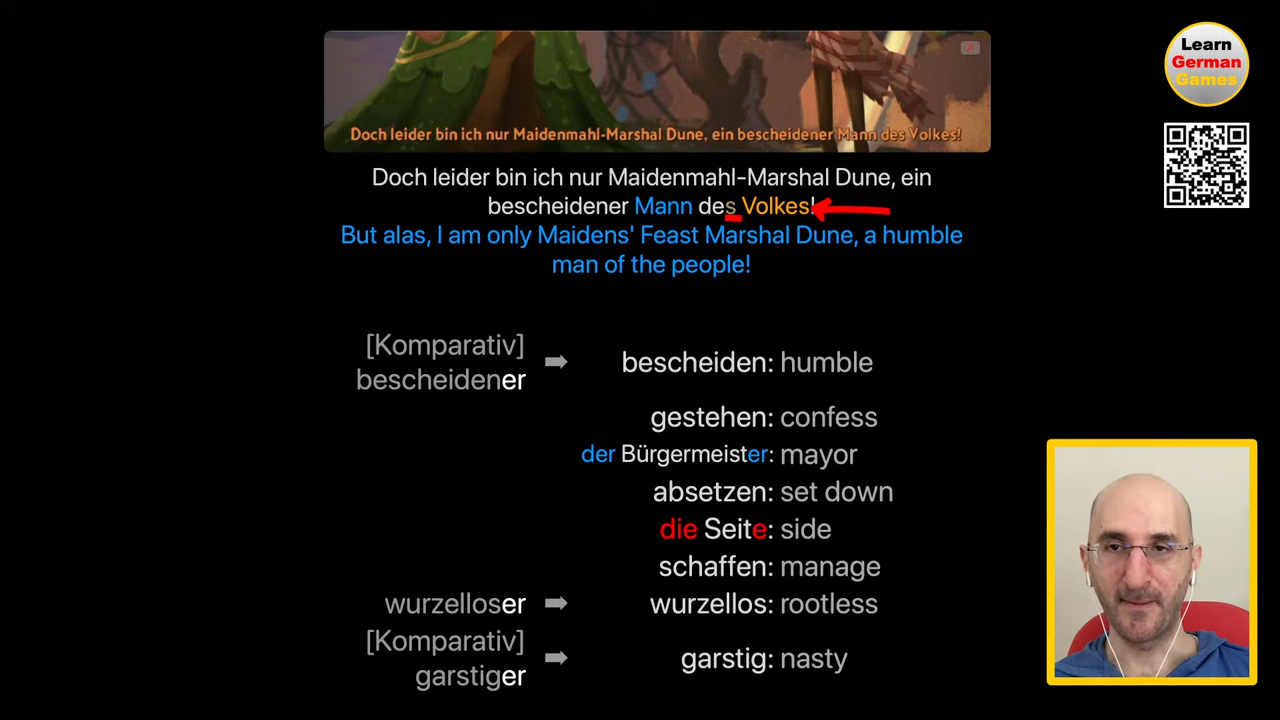 Learn
German
Games
Doch leider bin ich nur Maidenmahl-Marshal Dune, ein bescheidener Mann des Volkes!
Doch leider bin ich nur Maidenmahl-Marshal Dune, ein
bescheidener Mann des Volkes!
But alas, I am only Maidens' Feast Marshal Dune, a humble
man of the people!
[Komparativ]
bescheidener ➡ bescheiden: humble
gestehen: confess
der Bürgermeister: mayor
absetzen: set down
die Seite: side
schaffen: manage
wurzelloser ➡ wurzellos: rootless
[Komparativ]
garstiger ➡ garstig: nasty